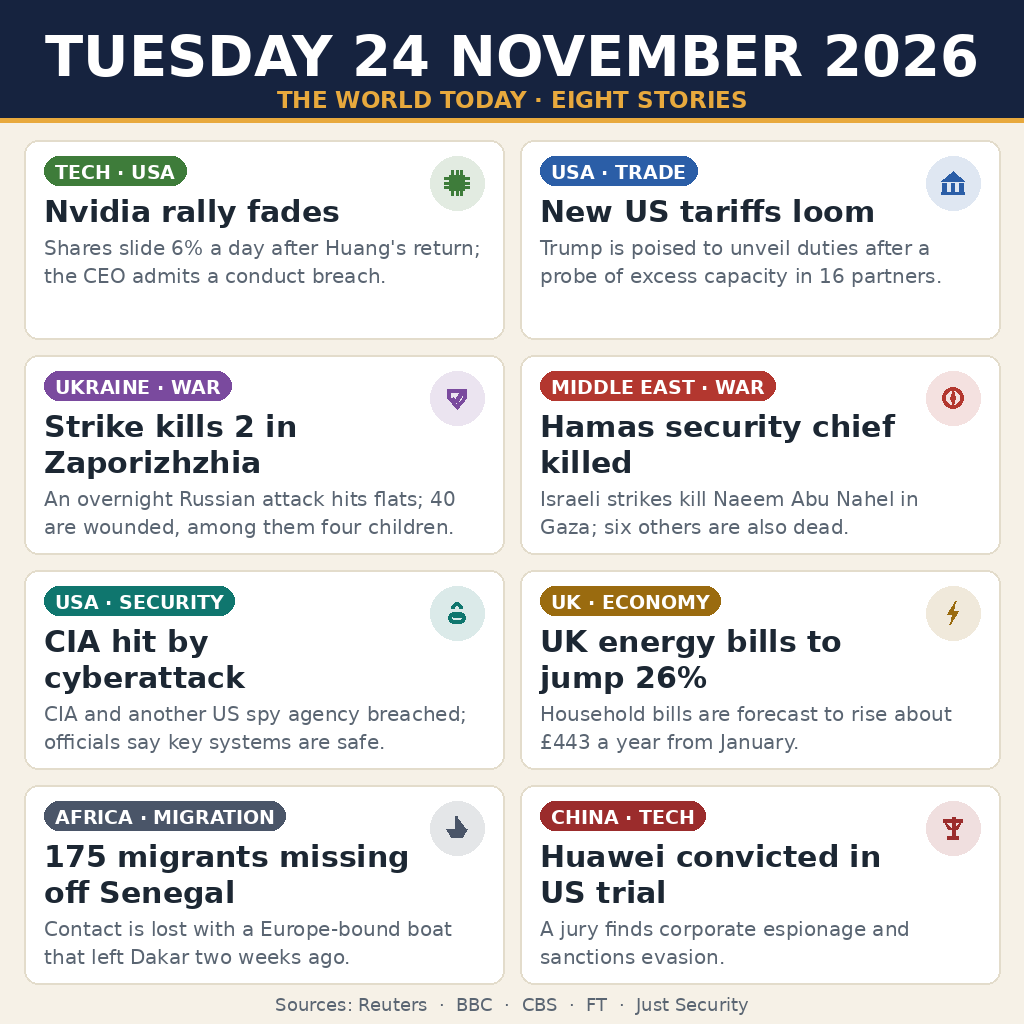 TUESDAY 24 NOVEMBER 2026
THE WORLD TODAY · EIGHT STORIES
TECH · USA
Nvidia rally fades
Shares slide 6% a day after Huang's return;
the CEO admits a conduct breach.
USA · TRADE
New US tariffs loom
Trump is poised to unveil duties after a
probe of excess capacity in 16 partners.
UKRAINE · WAR
Strike kills 2 in
Zaporizhzhia
An overnight Russian attack hits flats; 40
are wounded, among them four children.
MIDDLE EAST · WAR
Hamas security chief
killed
Israeli strikes kill Naeem Abu Nahel in
Gaza; six others are also dead.
USA · SECURITY
CIA hit by
cyberattack
CIA and another US spy agency breached;
officials say key systems are safe.
UK · ECONOMY
UK energy bills to
jump 26%
Household bills are forecast to rise about
£443 a year from January.
AFRICA · MIGRATION
175 migrants missing
off Senegal
Contact is lost with a Europe-bound boat
that left Dakar two weeks ago.
CHINA · TECH
Huawei convicted in
US trial
A jury finds corporate espionage and
sanctions evasion.
Sources: Reuters · BBC · CBS · FT · Just Security